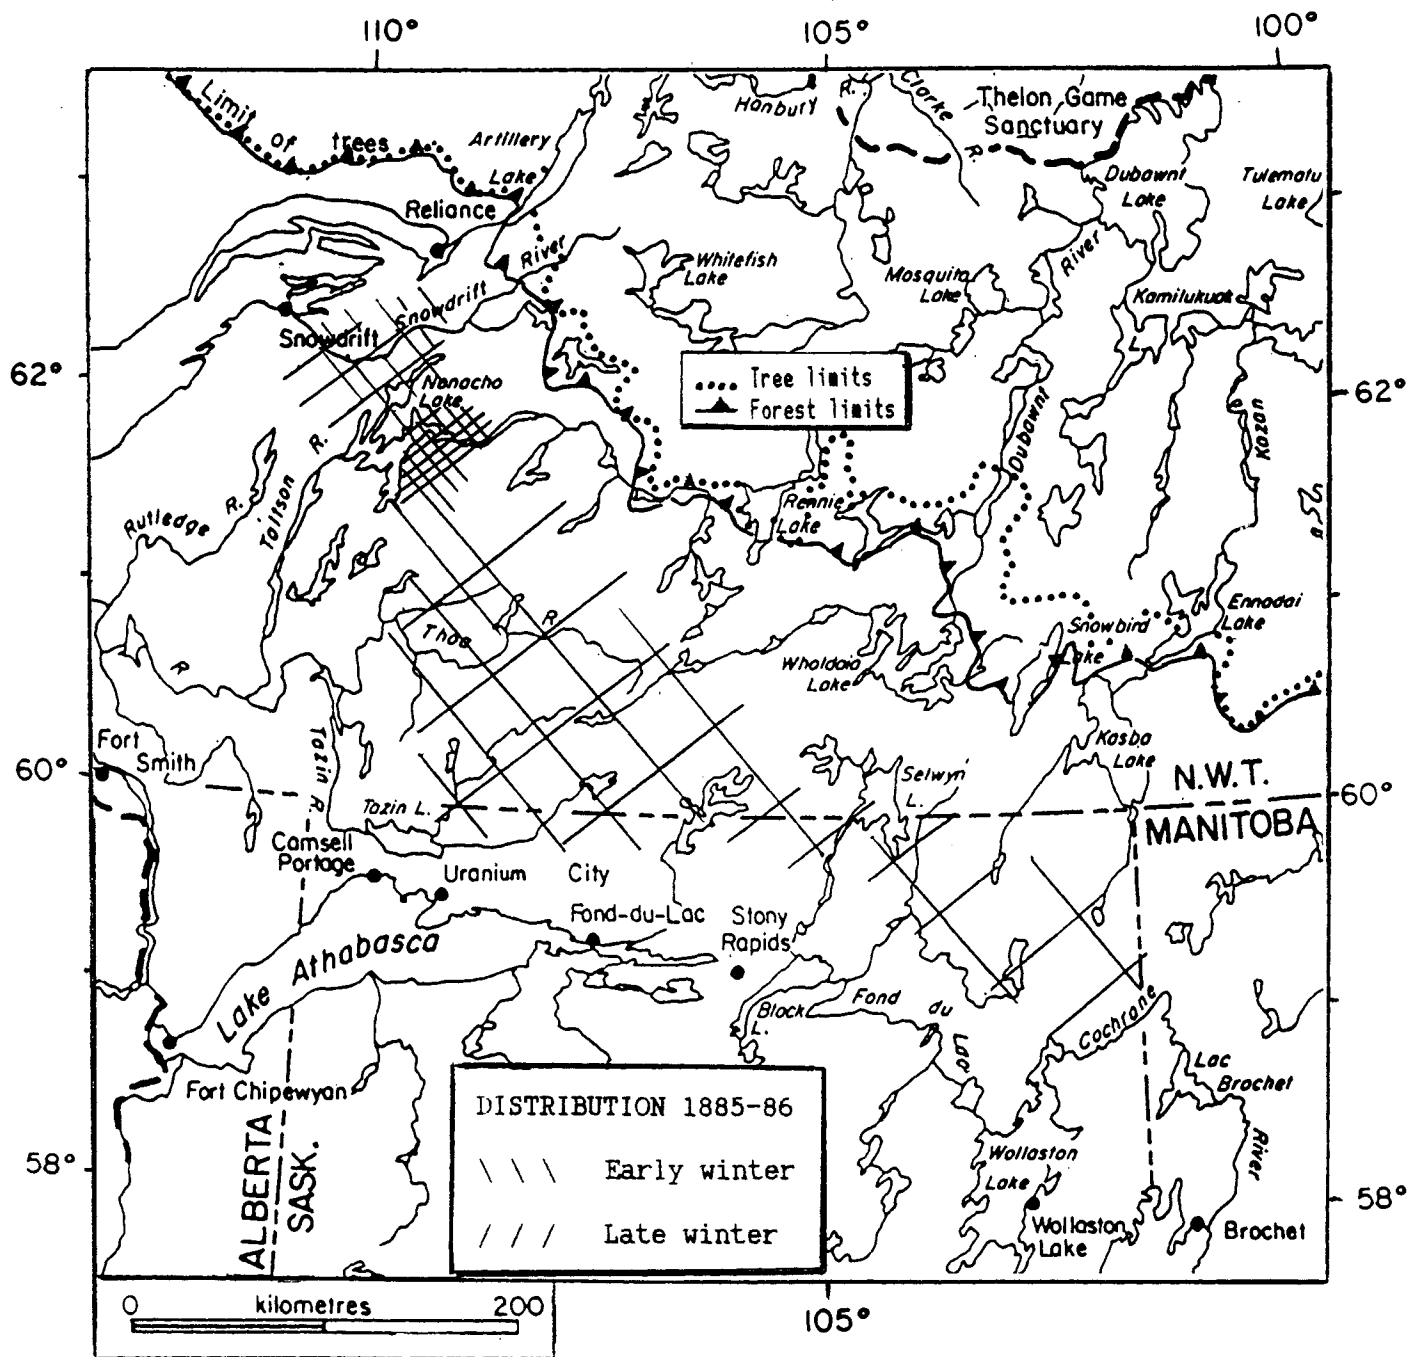 110°
105°
100°
Limit
of
trees
Artillery
Lake
Hanbury
R.
Clarke
R.
Thelon Game
Sanctuary
Dubawnt
Lake
Tulemalu
Lake
Reliance
River
Snowdrift
Whitefish
Lake
Mosquito
Lake
River
Dubawnt
Kamilukuak
L.
Snowdrift
62°
62°
Nonacho
Lake
Tree limits
Forest limits
Kazan
R.
Taltson
R.
Rutledge
Rennie
Lake
Thoa
R
Snowbird
Lake
Ennadai
Lake
Wholdaia
Lake
R
Kasba
Lake
Fort
Smith
60°
60°
Tazin R.
Tazin L.
Selwyn
L.
N.W.T.
MANITOBA
Camsell
Portage
Uranium City
Fond-du-Lac
Stony
Rapids
Lake Athabasca
Black
L.
Fond
du
Lac
Cochrane
Lac
Brochet
River
Fort Chipewyan
ALBERTA
SASK.
DISTRIBUTION 1885-86
Early winter
Late winter
58°
58°
Wollaston
Lake
Wollaston
Lake
Brochet
0 kilometres 200
105°